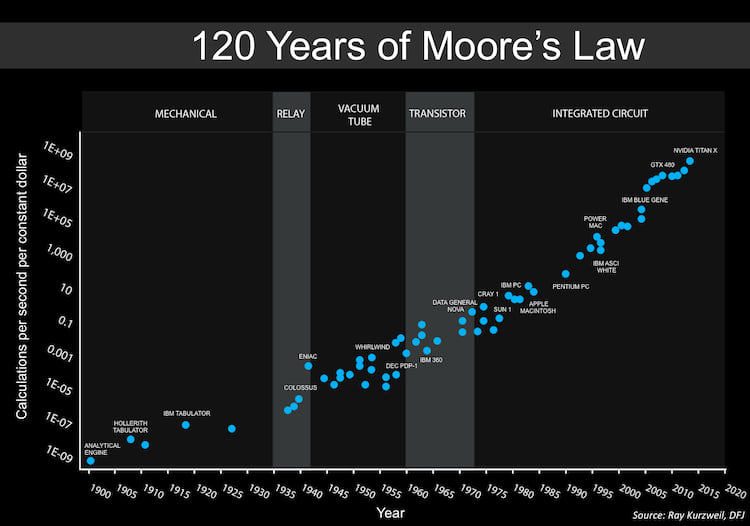 120 Years of Moore's Law
MECHANICAL
RELAY
VACUUM
TUBE
TRANSISTOR
INTEGRATED CIRCUIT
Calculations per second per constant dollar
1E+09
1E+07
1E+05
1,000
10
0.1
0.001
1E-05
1E-07
1E-09
NVIDIA TITAN X
GTX 480
IBM BLUE GENE
POWER
MAC
IBM ASCI
WHITE
PENTIUM PC
IBM PC
APPLE
MACINTOSH
CRAY 1
SUN 1
DATA GENERAL
NOVA
IBM 360
WHIRLWIND
DEC PDP-1
ENIAC
COLOSSUS
IBM TABULATOR
HOLLERITH
TABULATOR
ANALYTICAL
ENGINE
1900 1905 1910 1915 1920 1925 1930 1935 1940 1945 1950 1955 1960 1965 1970 1975 1980 1985 1990 1995 2000 2005 2010 2015 2020
Year
Source: Ray Kurzweil, DFJ